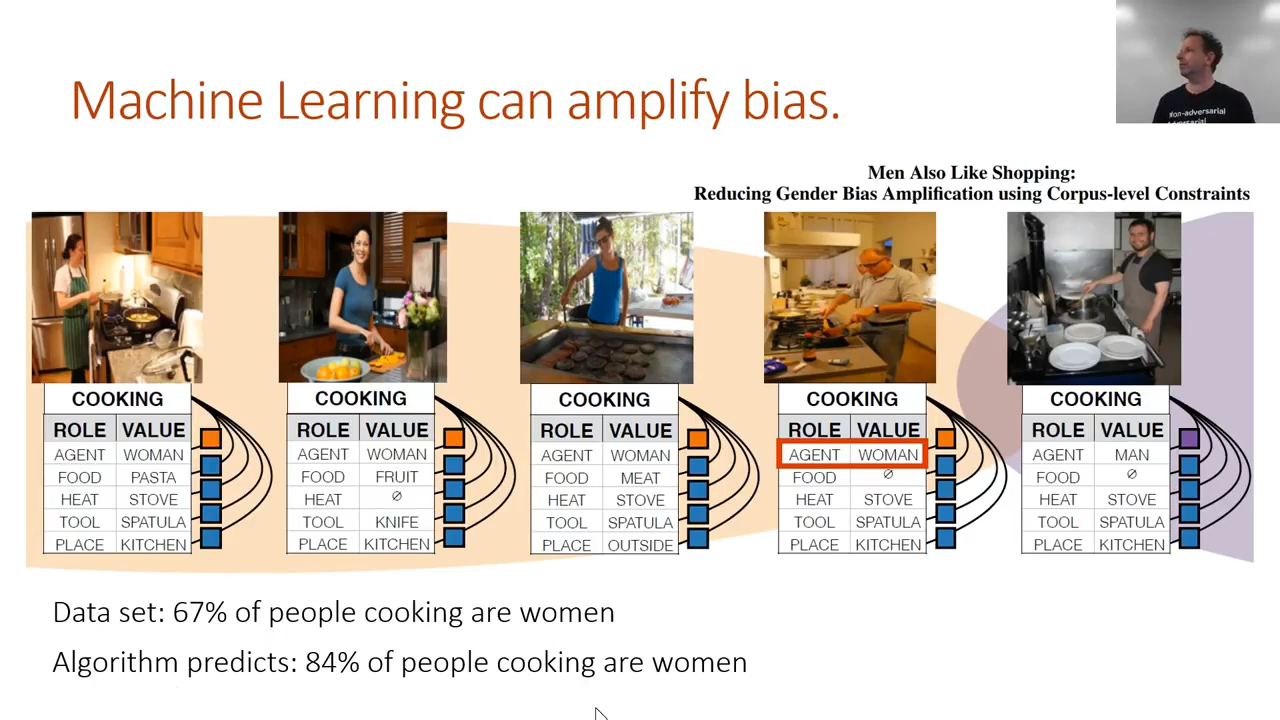 Machine Learning can amplify bias.
#on-adversarial
adversarial
Men Also Like Shopping:
Reducing Gender Bias Amplification using Corpus-level Constraints
COOKING
ROLE VALUE
AGENT WOMAN
FOOD PASTA
HEAT STOVE
TOOL SPATULA
PLACE KITCHEN
COOKING
ROLE VALUE
AGENT WOMAN
FOOD FRUIT
HEAT ∅
TOOL KNIFE
PLACE KITCHEN
COOKING
ROLE VALUE
AGENT WOMAN
FOOD MEAT
HEAT STOVE
TOOL SPATULA
PLACE OUTSIDE
COOKING
ROLE VALUE
AGENT WOMAN
FOOD ∅
HEAT STOVE
TOOL SPATULA
PLACE KITCHEN
COOKING
ROLE VALUE
AGENT MAN
FOOD ∅
HEAT STOVE
TOOL SPATULA
PLACE KITCHEN
Data set: 67% of people cooking are women
Algorithm predicts: 84% of people cooking are women